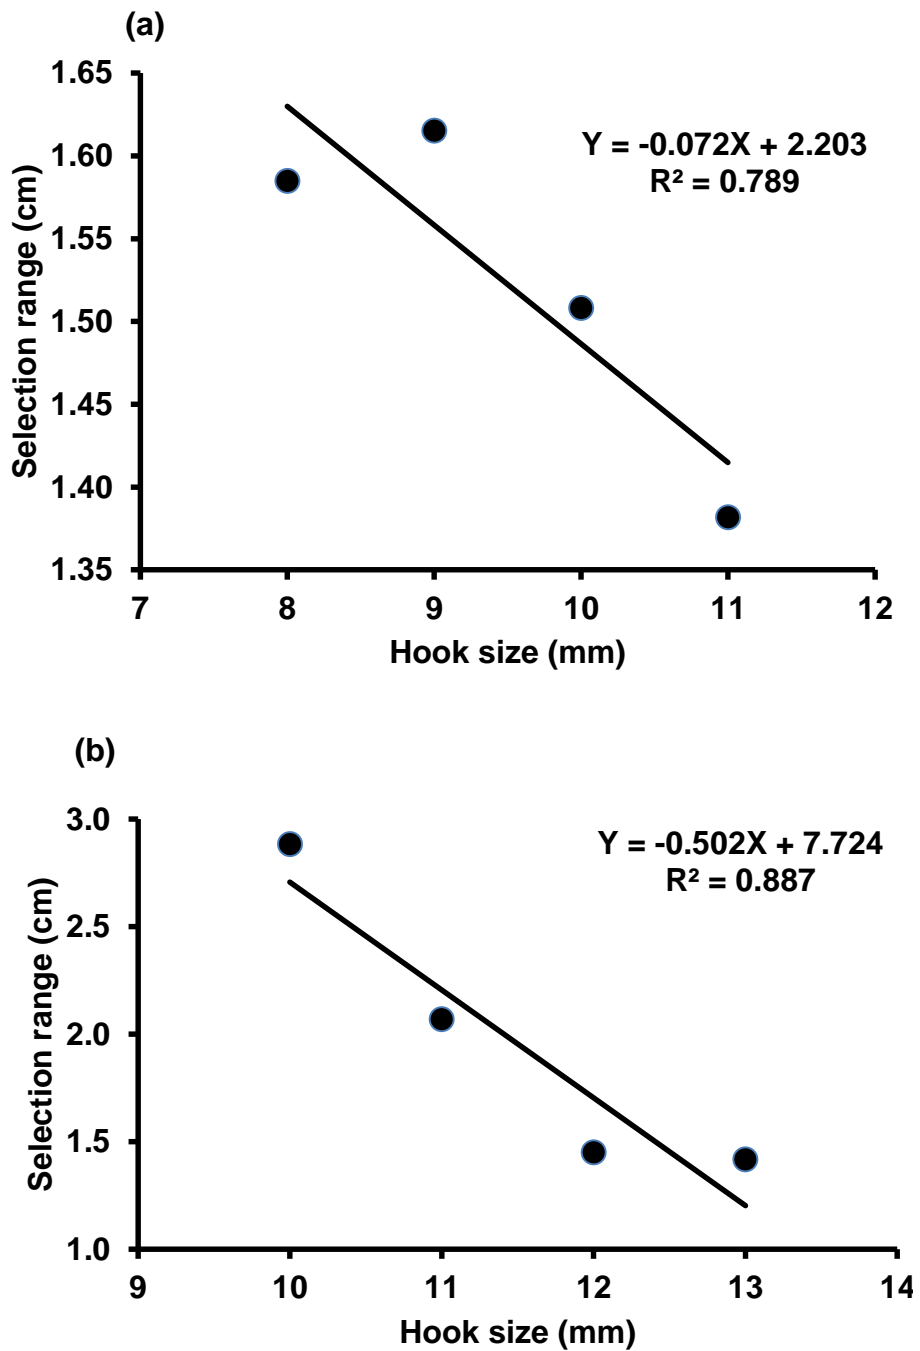 (a)
1.65
1.60
1.55
1.50
1.45
1.40
1.35
Selection range (cm)
Y = -0.072X + 2.203
R² = 0.789
7 8 9 10 11 12
Hook size (mm)
(b)
3.0
2.5
2.0
1.5
1.0
Selection range (cm)
Y = -0.502X + 7.724
R² = 0.887
9 10 11 12 13 14
Hook size (mm)